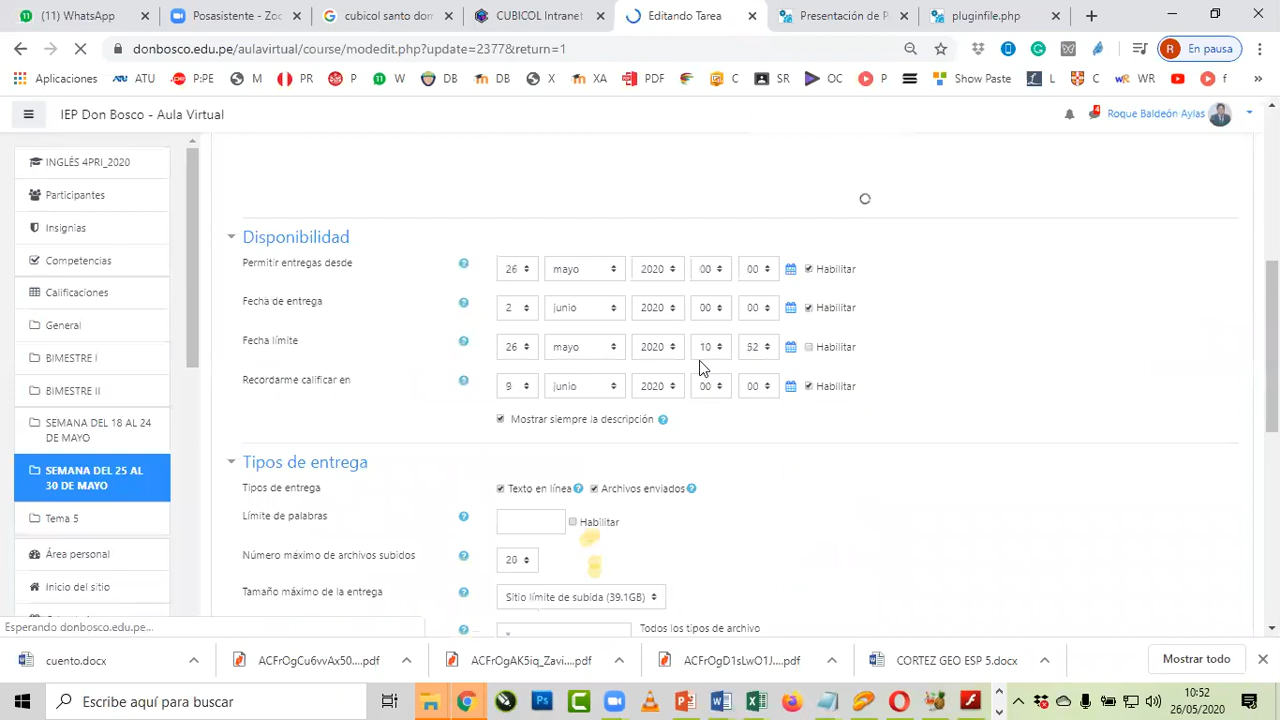 WhatsApp
Posasistente - Zoo
cubicol santo dom
CUBICOL Intranet
Editando Tarea
Presentación de P
pluginfile.php
donbosco.edu.pe/aulavirtual/course/modedit.php?update=2377&return=1
R En pausa
Aplicaciones ATU P:PE M PR P W DB DB X XA PDF C SR OC P C Show Paste L C WR WR f »
IEP Don Bosco - Aula Virtual
Roque Baldeón Aylas
INGLÉS 4PRI_2020
Participantes
Insignias
Competencias
Calificaciones
General
BIMESTRE I
BIMESTRE II
SEMANA DEL 18 AL 24
DE MAYO
SEMANA DEL 25 AL
30 DE MAYO
Tema 5
Área personal
Inicio del sitio
Disponibilidad
Permitir entregas desde 26 mayo 2020 00 00 Habilitar
Fecha de entrega 2 junio 2020 00 00 Habilitar
Fecha límite 26 mayo 2020 10 52 Habilitar
Recordarme calificar en 9 junio 2020 00 00 Habilitar
Mostrar siempre la descripción
Tipos de entrega
Tipos de entrega Texto en línea Archivos enviados
Límite de palabras Habilitar
Número máximo de archivos subidos 20
Tamaño máximo de la entrega Sitio límite de subida (39.1GB)
Todos los tipos de archivo
Esperando donbosco.edu.pe...
cuento.docx
ACFrOgCu6vvAx50....pdf
ACFrOgAK5iq_Zavi....pdf
ACFrOgD1sLwO1J....pdf
CORTEZ GEO ESP 5.docx
Mostrar todo
Escribe aquí para buscar
10:52
26/05/2020